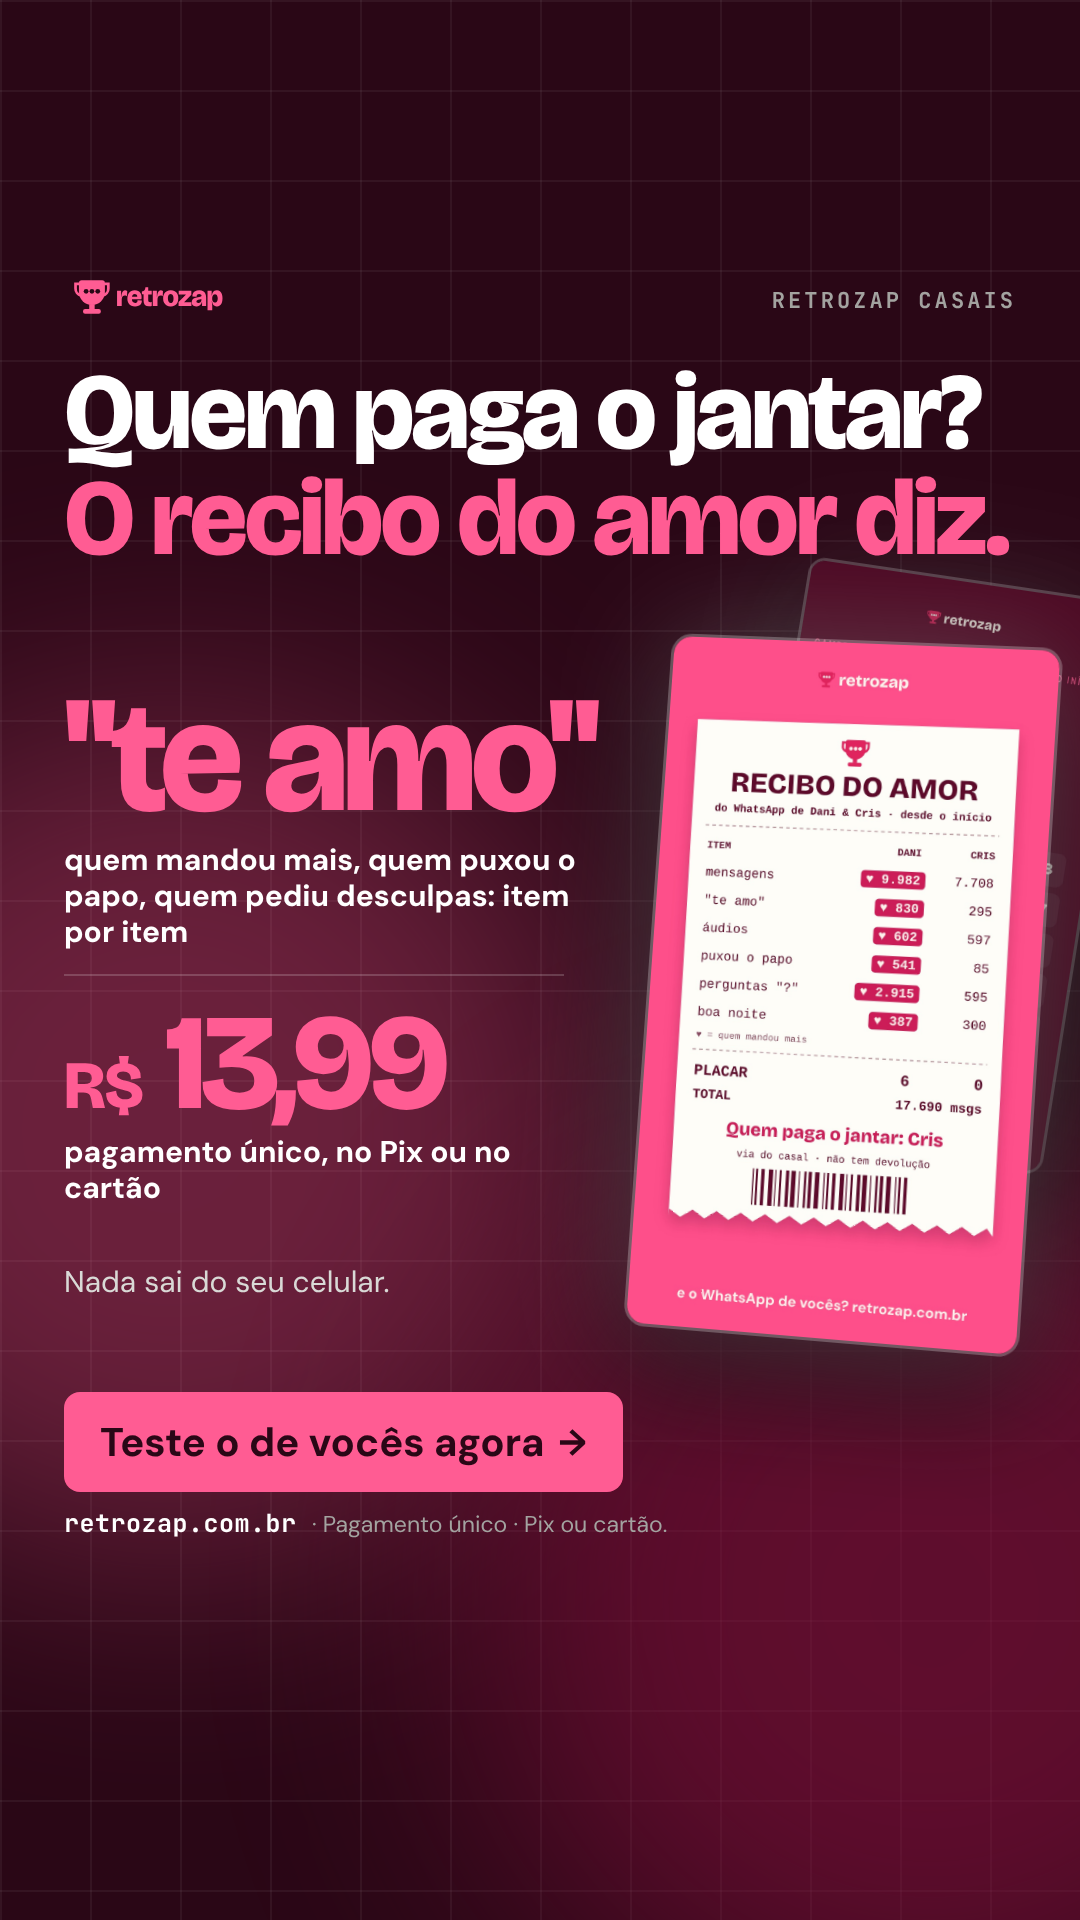 retrozap
RETROZAP CASAIS
Quem paga o jantar?
O recibo do amor diz.
retrozap
"te amo"
quem mandou mais, quem puxou o
papo, quem pediu desculpas: item
por item
R$ 13,99
pagamento único, no Pix ou no
cartão
Nada sai do seu celular.
retrozap
RECIBO DO AMOR
do WhatsApp de Dani & Cris · desde o início
ITEM DANI CRIS
mensagens ♥ 9.982 7.708
"te amo" ♥ 830 295
áudios ♥ 602 597
puxou o papo ♥ 541 85
perguntas "?" ♥ 2.915 595
boa noite ♥ 387 300
♥ = quem mandou mais
PLACAR 6 0
TOTAL 17.690 msgs
Quem paga o jantar: Cris
via do casal · não tem devolução
e o WhatsApp de vocês? retrozap.com.br
Teste o de vocês agora →
retrozap.com.br · Pagamento único · Pix ou cartão.